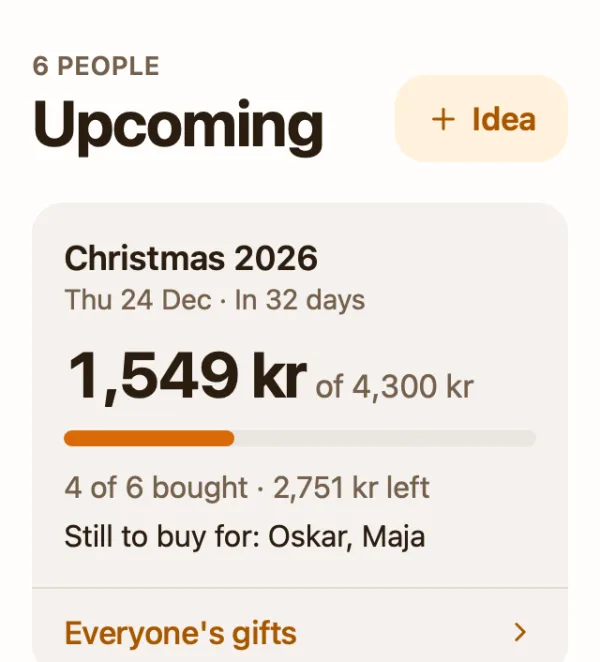 6 PEOPLE
Upcoming
+ Idea
Christmas 2026
Thu 24 Dec · In 32 days
1,549 kr of 4,300 kr
4 of 6 bought · 2,751 kr left
Still to buy for: Oskar, Maja
Everyone's gifts